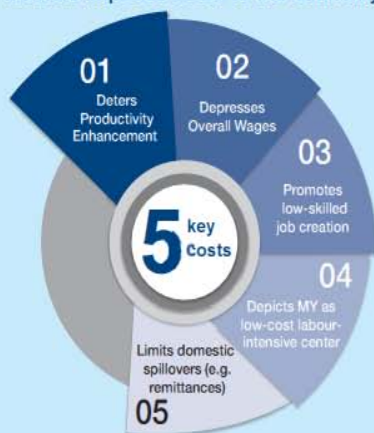 01
Deters
Productivity
Enhancement
02
Depresses
Overall Wages
03
Promotes
low-skilled
job creation
04
Depicts MY as
low-cost labour-
intensive center
Limits domestic
spillovers (e.g.
remittances)
05
5 key
costs